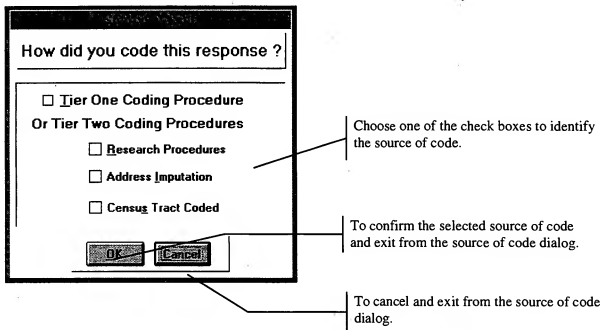 How did you code this response ?
Tier One Coding Procedure
Or Tier Two Coding Procedures
Research Procedures
Address Imputation
Census Tract Coded
OK
Cancel
Choose one of the check boxes to identify
the source of code.
To confirm the selected source of code
and exit from the source of code dialog.
To cancel and exit from the source of code
dialog.